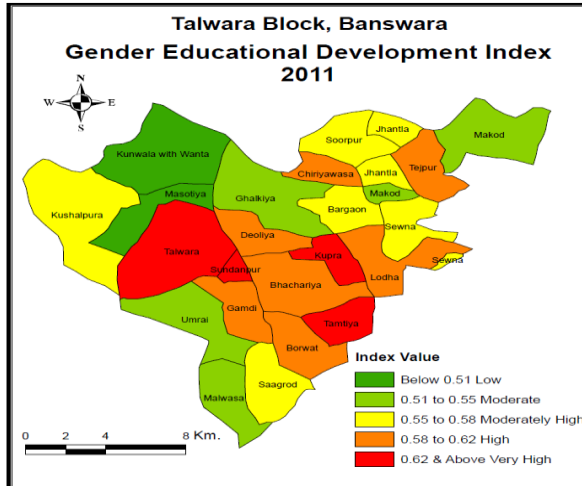 Talwara Block, Banswara
Gender Educational Development Index
2011
N
W E
S
Jhantla
Soorpur
Makod
Kunwala with Wanta
Tejpur
Chiriyawasa
Jhantla
Masotiya
Makod
Ghalkiya
Kushalpura
Bargaon
Sewna
Deoliya
Talwara
Kupra
Sewna
Sundanpur
Lodha
Bhachariya
Gamdi
Umrai
Tamtiya
Borwat
Saagrod
Malwasa
Index Value
Below 0.51 Low
0.51 to 0.55 Moderate
0.55 to 0.58 Moderately High
0.58 to 0.62 High
0.62 & Above Very High
0 2 4 8 Km.